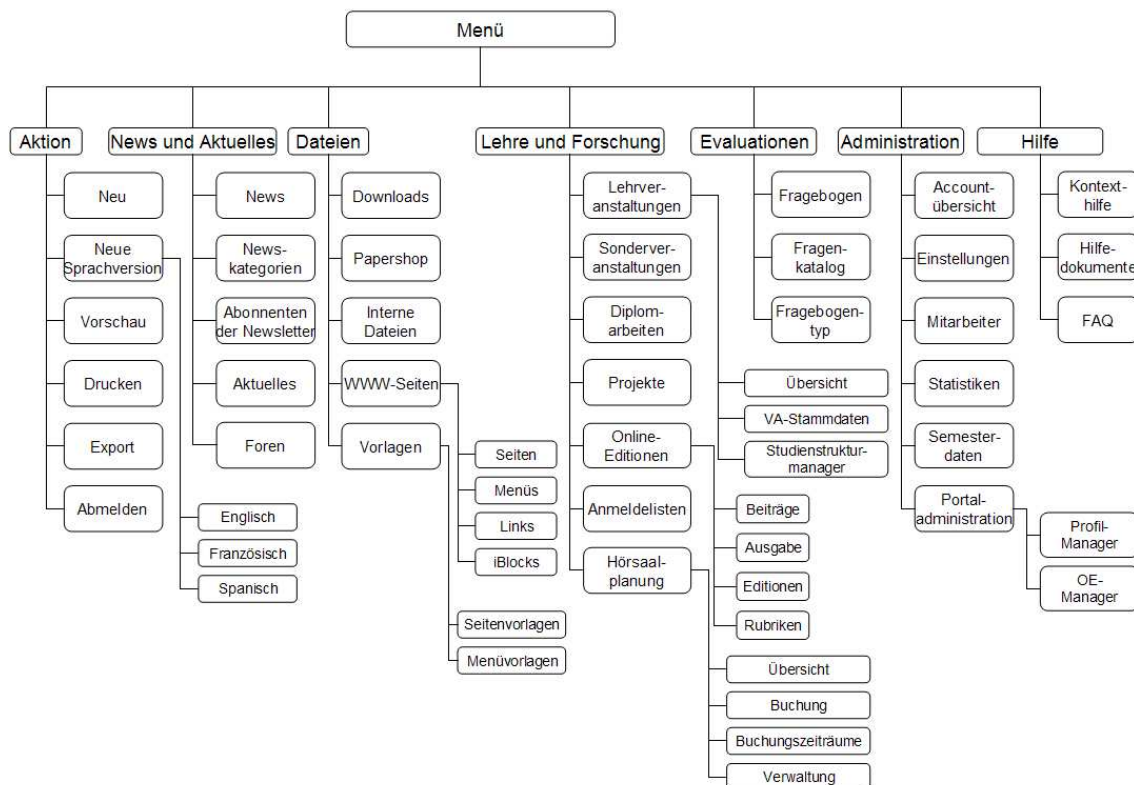 Menü
Aktion
Neu
Neue
Sprachversion
Vorschau
Drucken
Export
Abmelden
Englisch
Französisch
Spanisch
News und Aktuelles
News
News-
kategorien
Abonnenten
der Newsletter
Aktuelles
Foren
Dateien
Downloads
Papershop
Interne
Dateien
WWW-Seiten
Vorlagen
Seiten
Menüs
Links
iBlocks
Seitenvorlagen
Menüvorlagen
Lehre und Forschung
Lehrver-
anstaltungen
Sonderver-
anstaltungen
Diplom-
arbeiten
Projekte
Online-
Editionen
Anmeldelisten
Hörsaal-
planung
Übersicht
VA-Stammdaten
Studienstruktur-
manager
Beiträge
Ausgabe
Editionen
Rubriken
Übersicht
Buchung
Buchungszeiträume
Verwaltung
Evaluationen
Fragebogen
Fragen-
katalog
Fragebogen-
typ
Administration
Account-
übersicht
Einstellungen
Mitarbeiter
Statistiken
Semester-
daten
Portal-
administration
Profil-
Manager
OE-
Manager
Hilfe
Kontext-
hilfe
Hilfe-
dokumente
FAQ